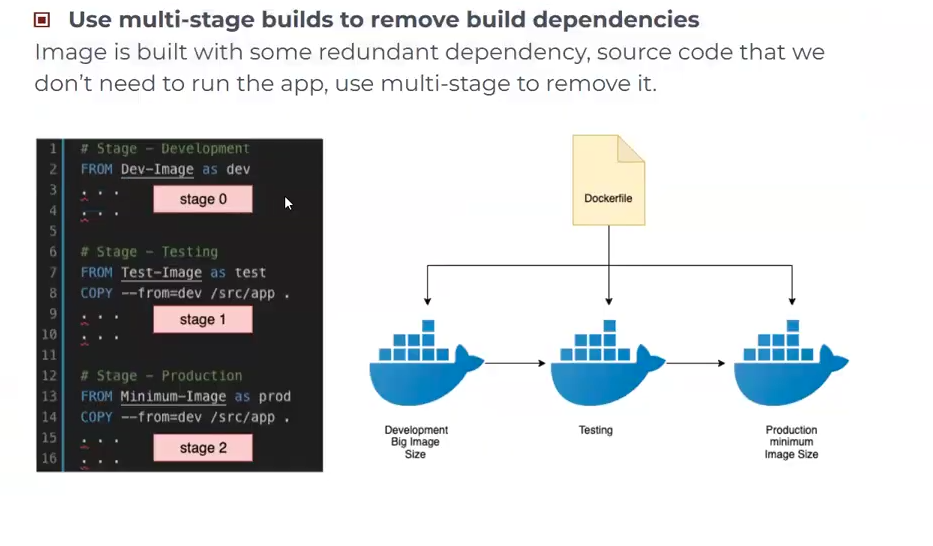 Use multi-stage builds to remove build dependencies
Image is built with some redundant dependency, source code that we
don't need to run the app, use multi-stage to remove it.
1 # Stage – Development
2 FROM Dev-Image as dev
3 . . .
stage 0
4 . . .
5
6 # Stage – Testing
7 FROM Test-Image as test
8 COPY --from=dev /src/app .
9 . . .
stage 1
10 . . .
11
12 # Stage – Production
13 FROM Minimum-Image as prod
14 COPY --from=dev /src/app .
15 . . .
stage 2
16 . . .
Dockerfile
Development
Big Image
Size
Testing
Production
minimum
Image Size